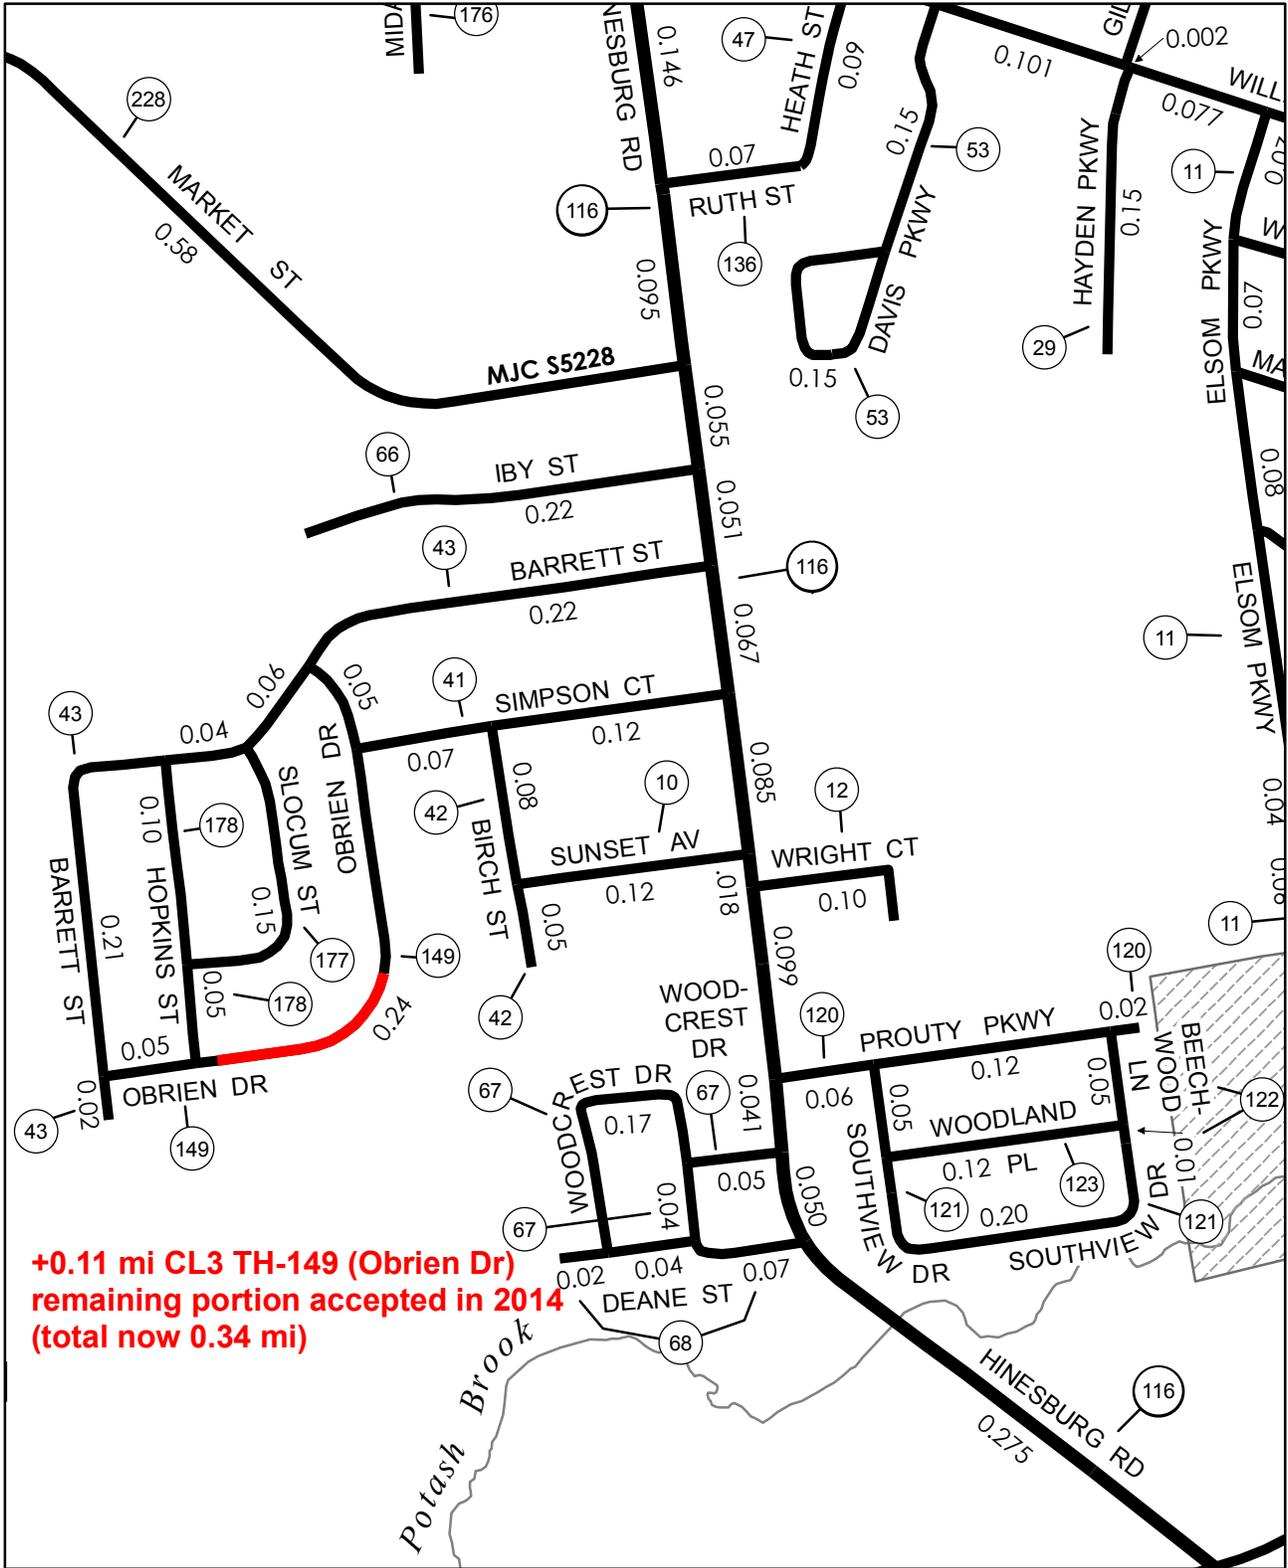 MIDA
176
NESBURG RD
0.146
47
HEATH ST
0.09
0.101
GIL
0.002
WILL
0.077
228
MARKET ST
0.58
0.07
RUTH ST
136
116
0.095
0.15
53
DAVIS PKWY
0.15
53
HAYDEN PKWY
0.15
29
11
ELSOM PKWY
W
0.07
MA
0.08
MJC S5228
0.055
66
IBY ST
0.22
0.051
43
BARRETT ST
0.22
116
0.067
11
ELSOM PKWY
0.06
0.05
41
SIMPSON CT
0.12
0.07
43
0.04
0.085
0.04
0.08
42
BIRCH ST
10
SUNSET AV
0.12
.018
12
WRIGHT CT
0.10
0.10
178
SLOCUM ST
OBRIEN DR
HOPKINS ST
BARRETT ST
0.21
0.15
177
149
0.05
178
0.24
0.05
42
0.099
11
120
0.02
WOOD-
CREST
DR
120
PROUTY PKWY
0.12
0.05
OBRIEN DR
0.02
43
149
67
WOODCREST DR
67
0.041
0.06
0.05
0.05
BEECH-
WOOD
LN
122
0.17
0.05
WOODLAND
0.12 PL
123
0.01
SOUTHVIEW DR
121
0.20
SOUTHVIEW DR
121
67
0.04
0.050
+0.11 mi CL3 TH-149 (Obrien Dr)
remaining portion accepted in 2014
(total now 0.34 mi)
0.02
0.04
0.07
DEANE ST
68
Potash Brook
HINESBURG RD
116
0.275